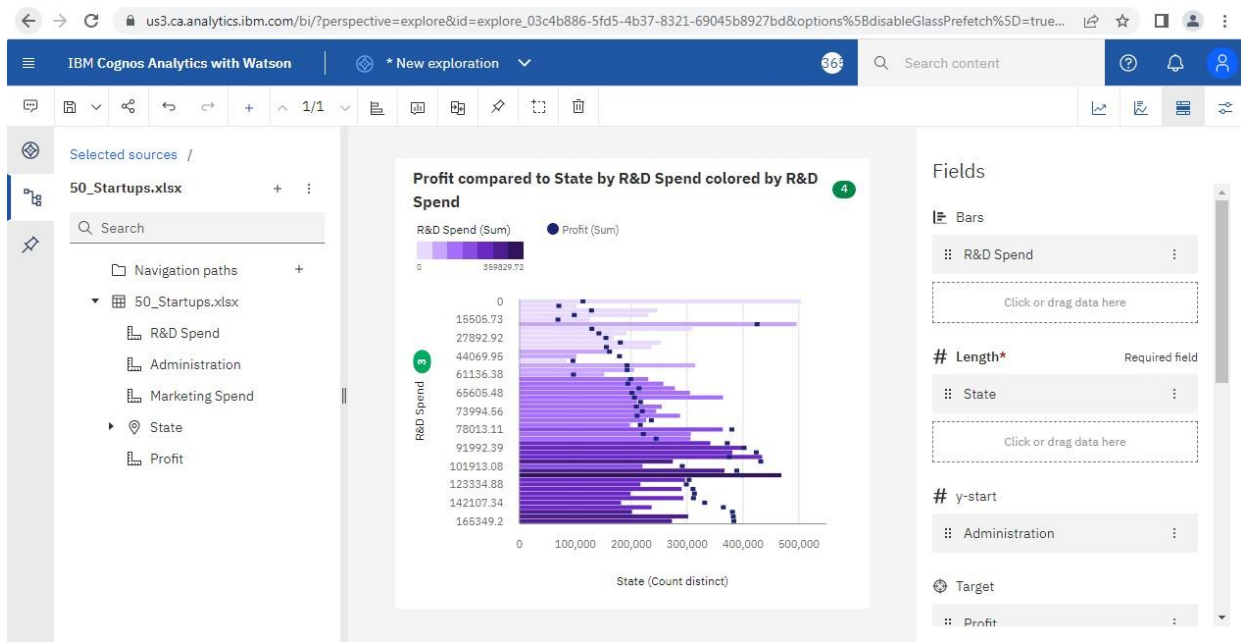 us3.ca.analytics.ibm.com/bi/?perspective=explore&id=explore_03c4b886-5fd5-4b37-8321-69045b8927bd&options%5BdisableGlassPrefetch%5D=true...
IBM Cognos Analytics with Watson
* New exploration
Search content
1/1
Selected sources /
50_Startups.xlsx
Search
Navigation paths
50_Startups.xlsx
R&D Spend
Administration
Marketing Spend
State
Profit
Profit compared to State by R&D Spend colored by R&D
Spend
4
R&D Spend (Sum)
Profit (Sum)
0 359829.72
R&D Spend
3
0
15505.73
27892.92
44069.95
61136.38
65605.48
73994.56
78013.11
91992.39
101913.08
123334.88
142107.34
165349.2
0 100,000 200,000 300,000 400,000 500,000
State (Count distinct)
Fields
Bars
R&D Spend
Click or drag data here
# Length* Required field
State
Click or drag data here
# y-start
Administration
Target
Profit